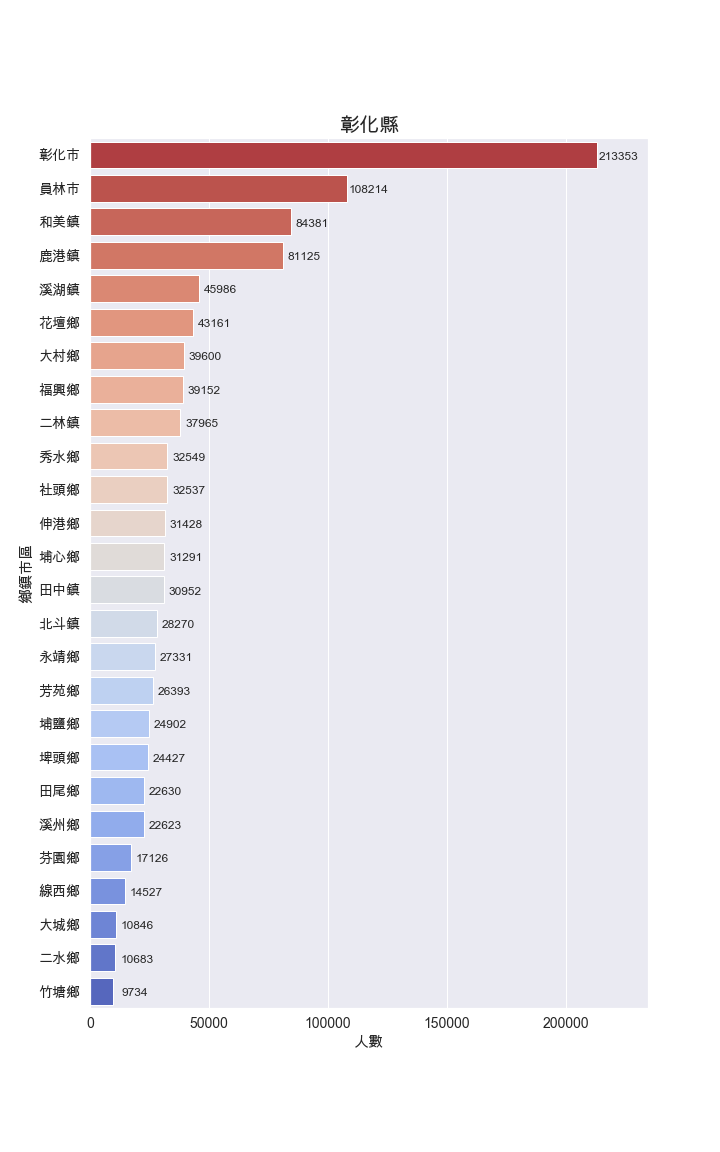 彰化縣
彰化市 213353
員林市 108214
和美鎮 84381
鹿港鎮 81125
溪湖鎮 45986
花壇鄉 43161
大村鄉 39600
福興鄉 39152
二林鎮 37965
秀水鄉 32549
社頭鄉 32537
伸港鄉 31428
埔心鄉 31291
田中鎮 30952
北斗鎮 28270
永靖鄉 27331
芳苑鄉 26393
埔鹽鄉 24902
埤頭鄉 24427
田尾鄉 22630
溪州鄉 22623
芬園鄉 17126
線西鄉 14527
大城鄉 10846
二水鄉 10683
竹塘鄉 9734
鄉鎮市區
0 50000 100000 150000 200000
人數